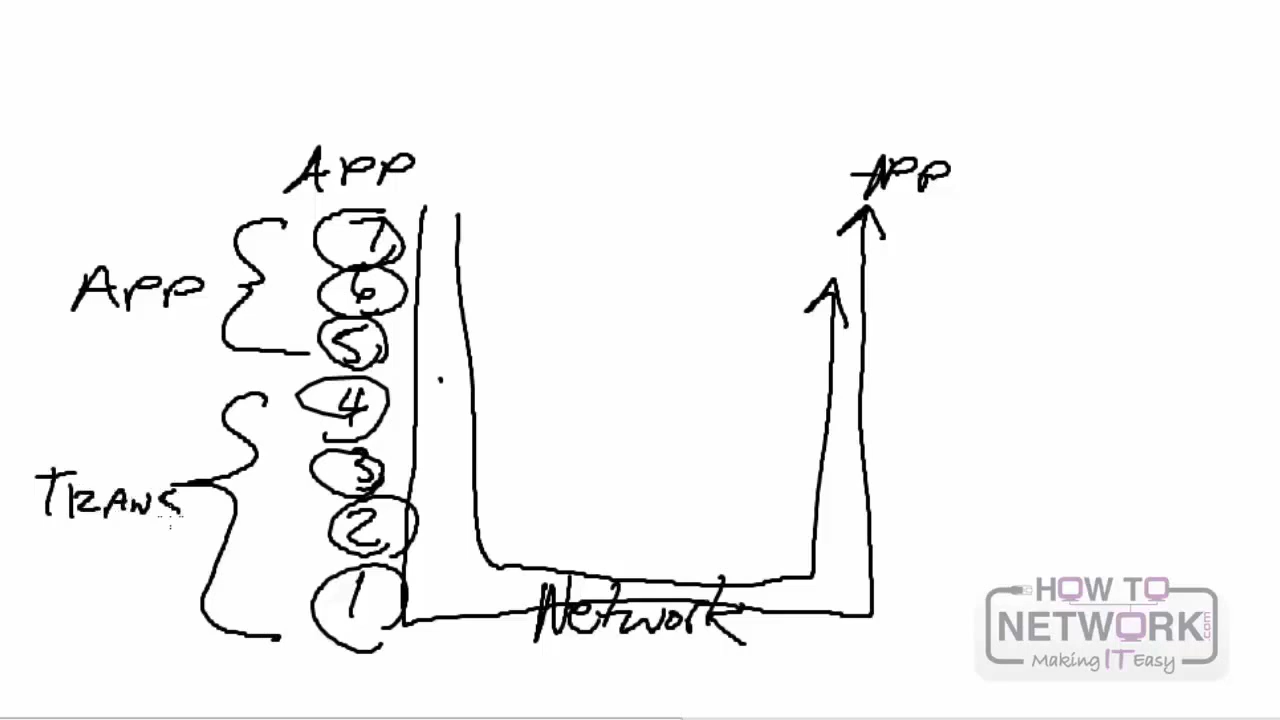 APP
APP
7
6
APP
5
4
3
TRANS
2
1
Network
HOW TO
NETWORK.com
Making IT Easy